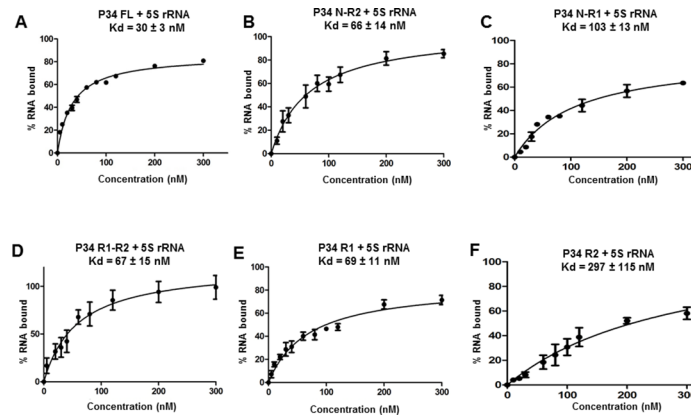 A
P34 FL + 5S rRNA
Kd = 30 ± 3 nM
% RNA bound
100
80
60
40
20
0
0 100 200 300
Concentration (nM)
B
P34 N-R2 + 5S rRNA
Kd = 66 ± 14 nM
% RNA bound
100
80
60
40
20
0
0 100 200 300
Concentration (nM)
C
P34 N-R1 + 5S rRNA
Kd = 103 ± 13 nM
% RNA bound
100
80
60
40
20
0
0 100 200 300
Concentration (nM)
D
P34 R1-R2 + 5S rRNA
Kd = 67 ± 15 nM
% RNA bound
100
50
0
0 100 200 300
Concentration (nM)
E
P34 R1 + 5S rRNA
Kd = 69 ± 11 nM
% RNA bound
100
80
60
40
20
0
0 100 200 300
Concentration (nM)
F
P34 R2 + 5S rRNA
Kd = 297 ± 115 nM
% RNA bound
100
80
60
40
20
0
0 100 200 300
Concentration (nM)